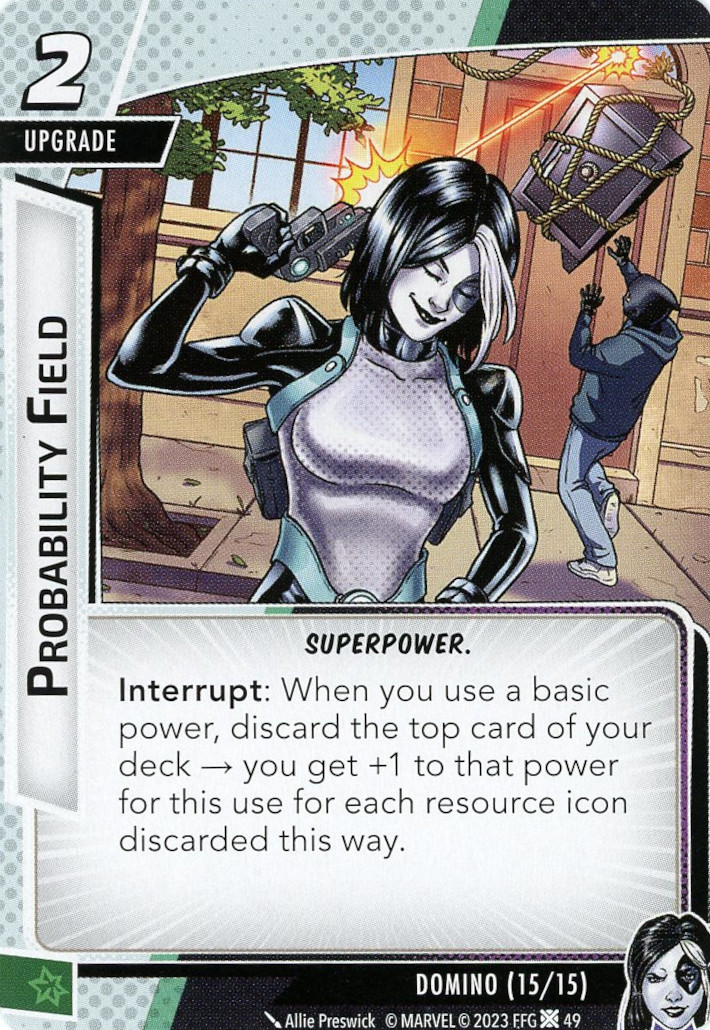 2
UPGRADE
PROBABILITY FIELD
SUPERPOWER.
Interrupt: When you use a basic
power, discard the top card of your
deck → you get +1 to that power
for this use for each resource icon
discarded this way.
DOMINO (15/15)
Allie Preswick © MARVEL © 2023 FFG 49